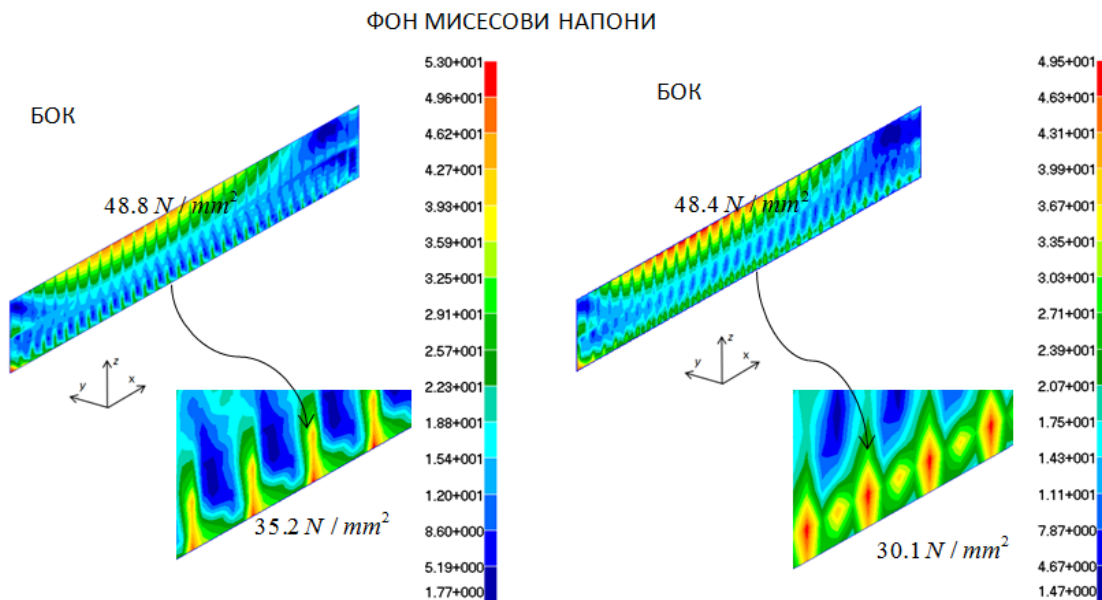 ФОН МИСЕСОВИ НАПОНИ
БОК
48.8 N / mm²
y
z
x
35.2 N / mm²
5.30+001
4.96+001
4.62+001
4.27+001
3.93+001
3.59+001
3.25+001
2.91+001
2.57+001
2.23+001
1.88+001
1.54+001
1.20+001
8.60+000
5.19+000
1.77+000
БОК
48.4 N / mm²
y
z
x
30.1 N / mm²
4.95+001
4.63+001
4.31+001
3.99+001
3.67+001
3.35+001
3.03+001
2.71+001
2.39+001
2.07+001
1.75+001
1.43+001
1.11+001
7.87+000
4.67+000
1.47+000